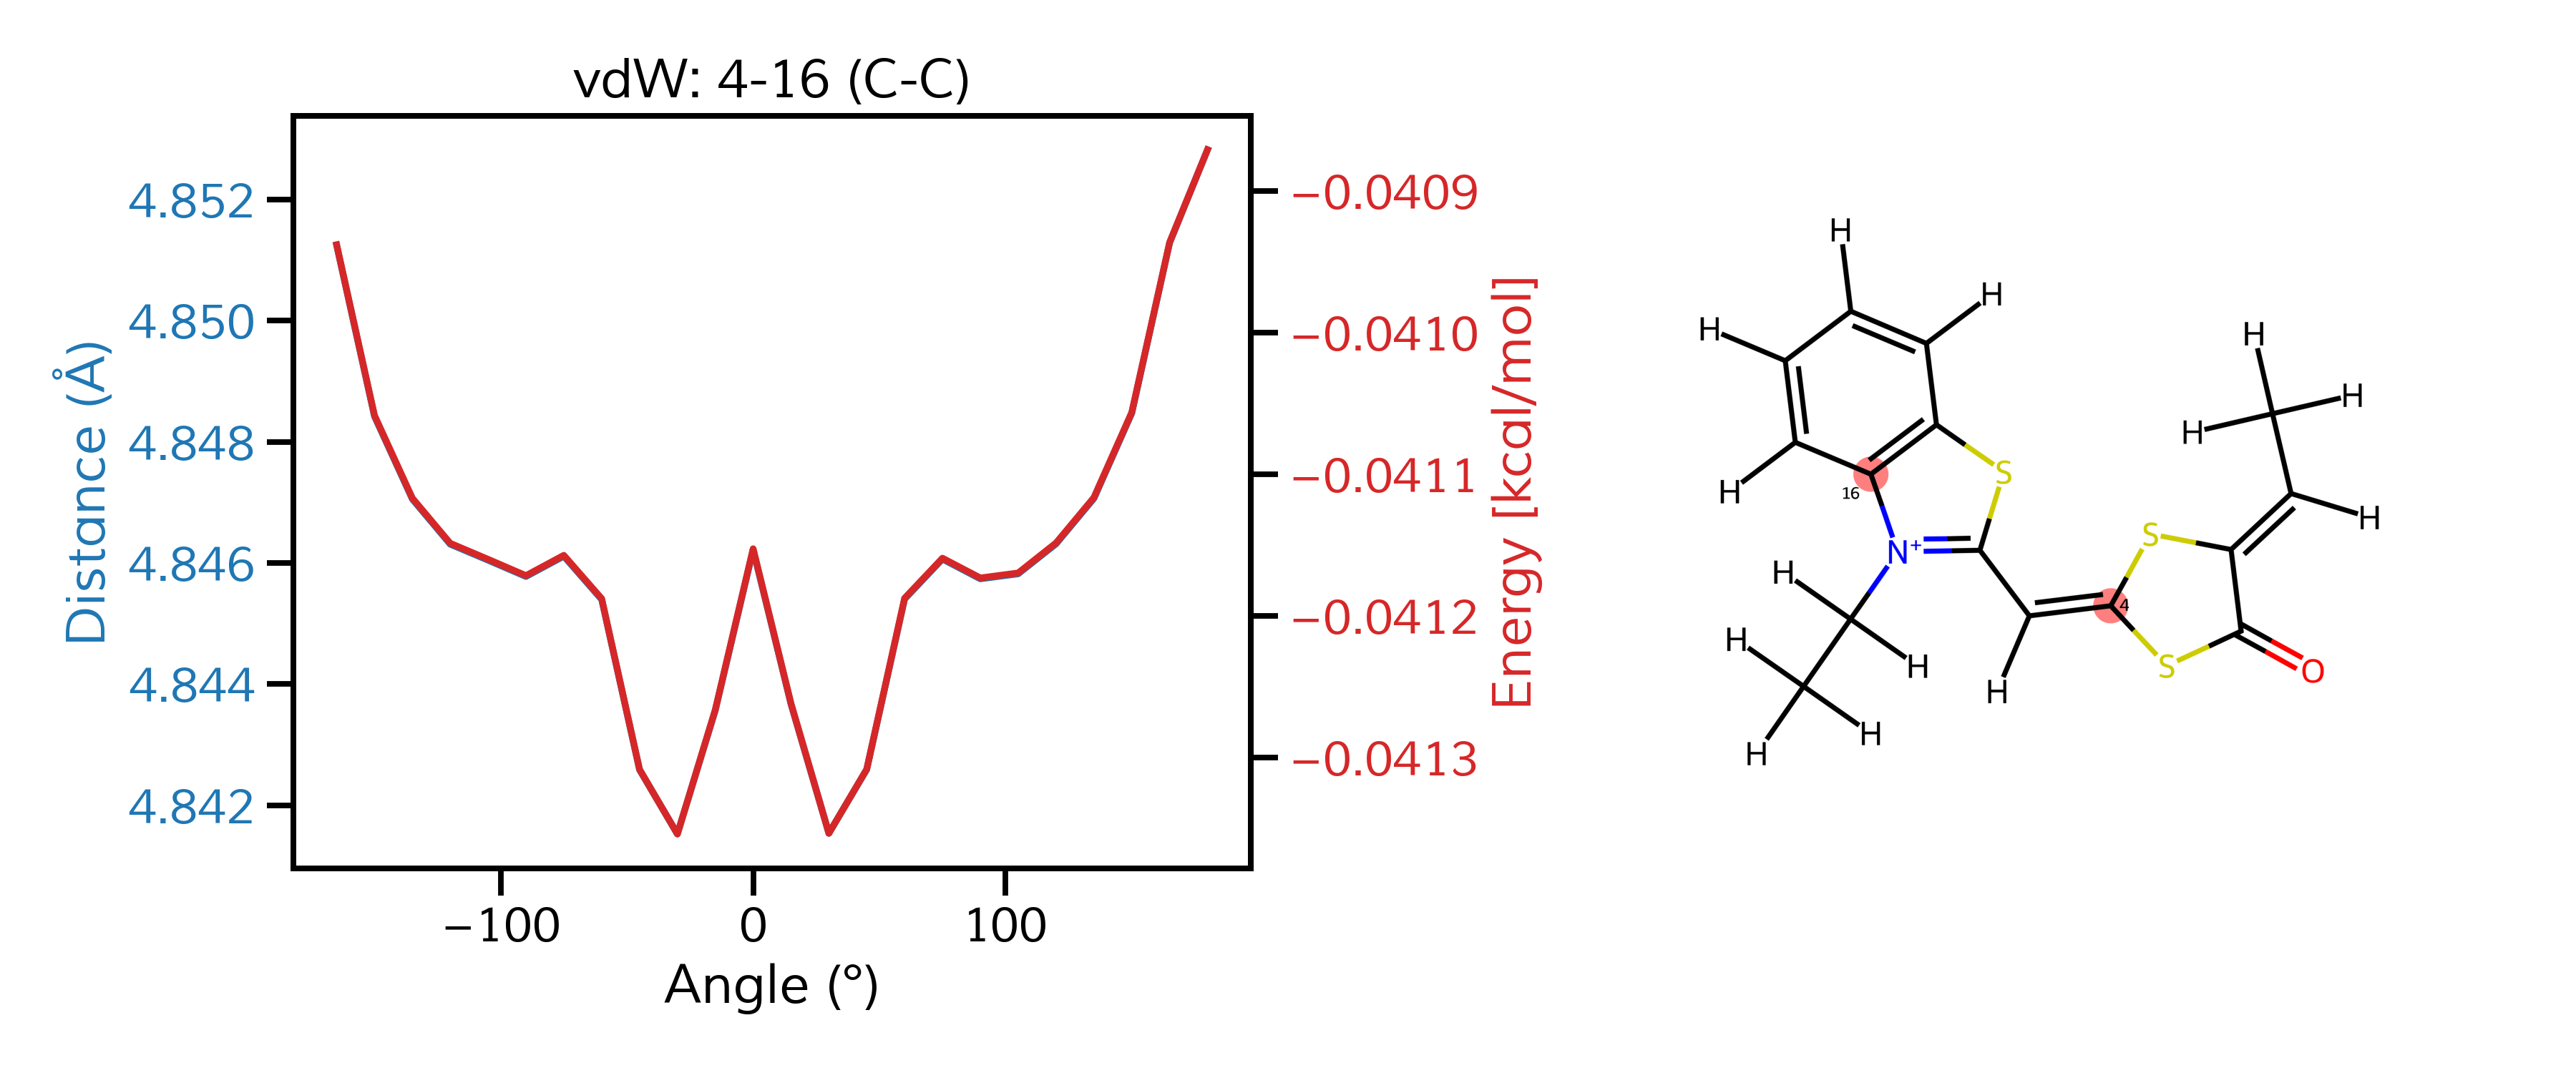 vdW: 4-16 (C-C)
Distance (Å)
4.852
4.850
4.848
4.846
4.844
4.842
−0.0409
−0.0410
−0.0411
−0.0412
−0.0413
Energy [kcal/mol]
−100
0
100
Angle (°)
H
H
H
H
H
H
H
S
16
H
S
H
N⁺
H
4
H
H
S
O
H
H
H
H